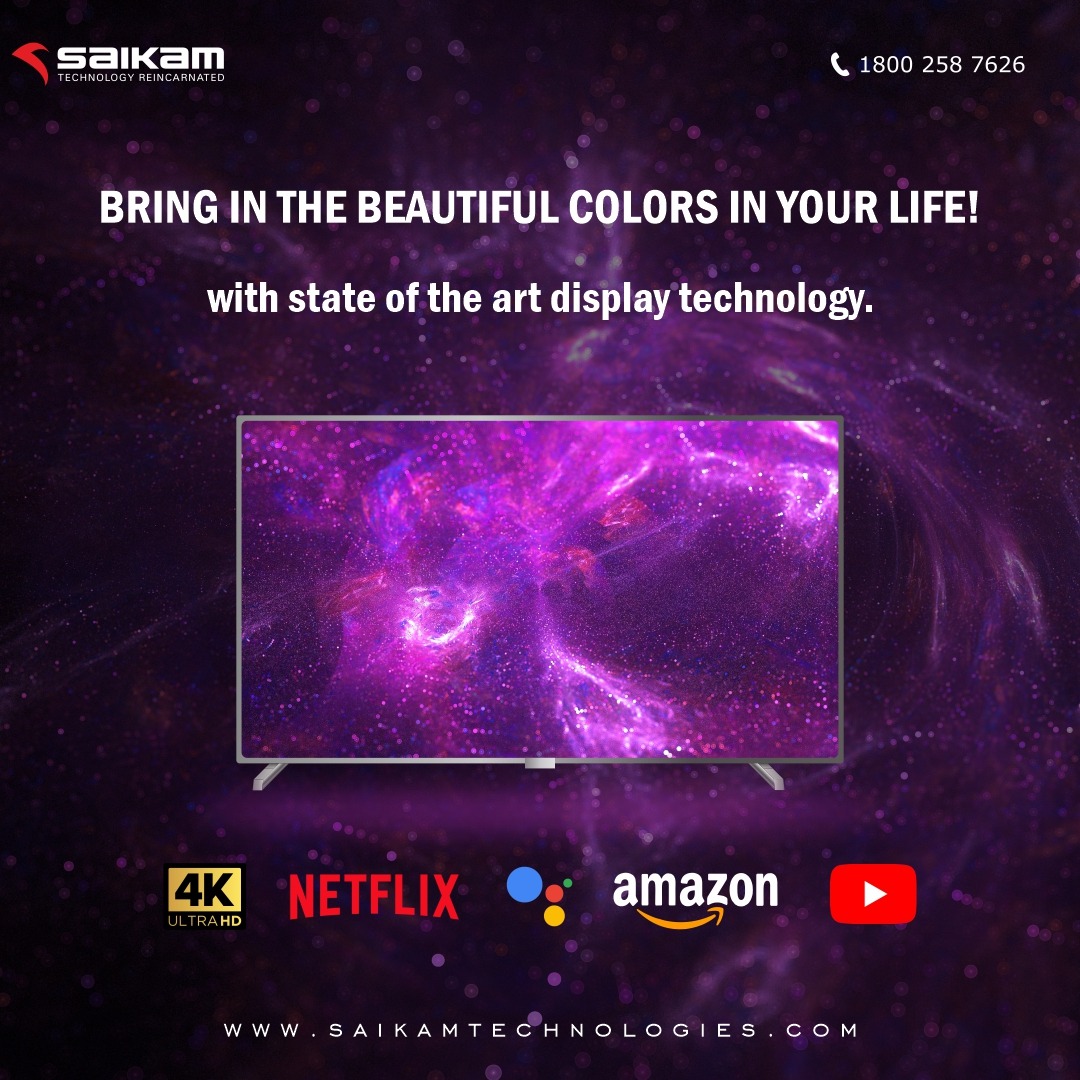 SAIKAM
TECHNOLOGY REINCARNATED
1800 258 7626
BRING IN THE BEAUTIFUL COLORS IN YOUR LIFE!
with state of the art display technology.
4K
ULTRA HD
NETFLIX
amazon
WWW.SAIKAMTECHNOLOGIES.COM